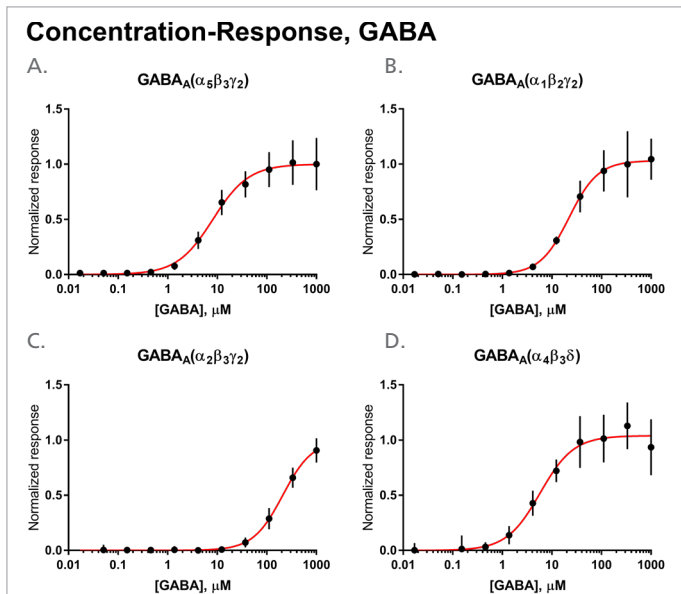 Concentration-Response, GABA
A.
GABAA(α5β3γ2)
1.5
1.0
0.5
0.0
Normalized response
0.01 0.1 1 10 100 1000
[GABA], μM
B.
GABAA(α1β2γ2)
1.5
1.0
0.5
0.0
Normalized response
0.01 0.1 1 10 100 1000
[GABA], μM
C.
GABAA(α2β3γ2)
1.5
1.0
0.5
0.0
Normalized response
0.01 0.1 1 10 100 1000
[GABA], μM
D.
GABAA(α4β3δ)
1.5
1.0
0.5
0.0
Normalized response
0.01 0.1 1 10 100 1000
[GABA], μM